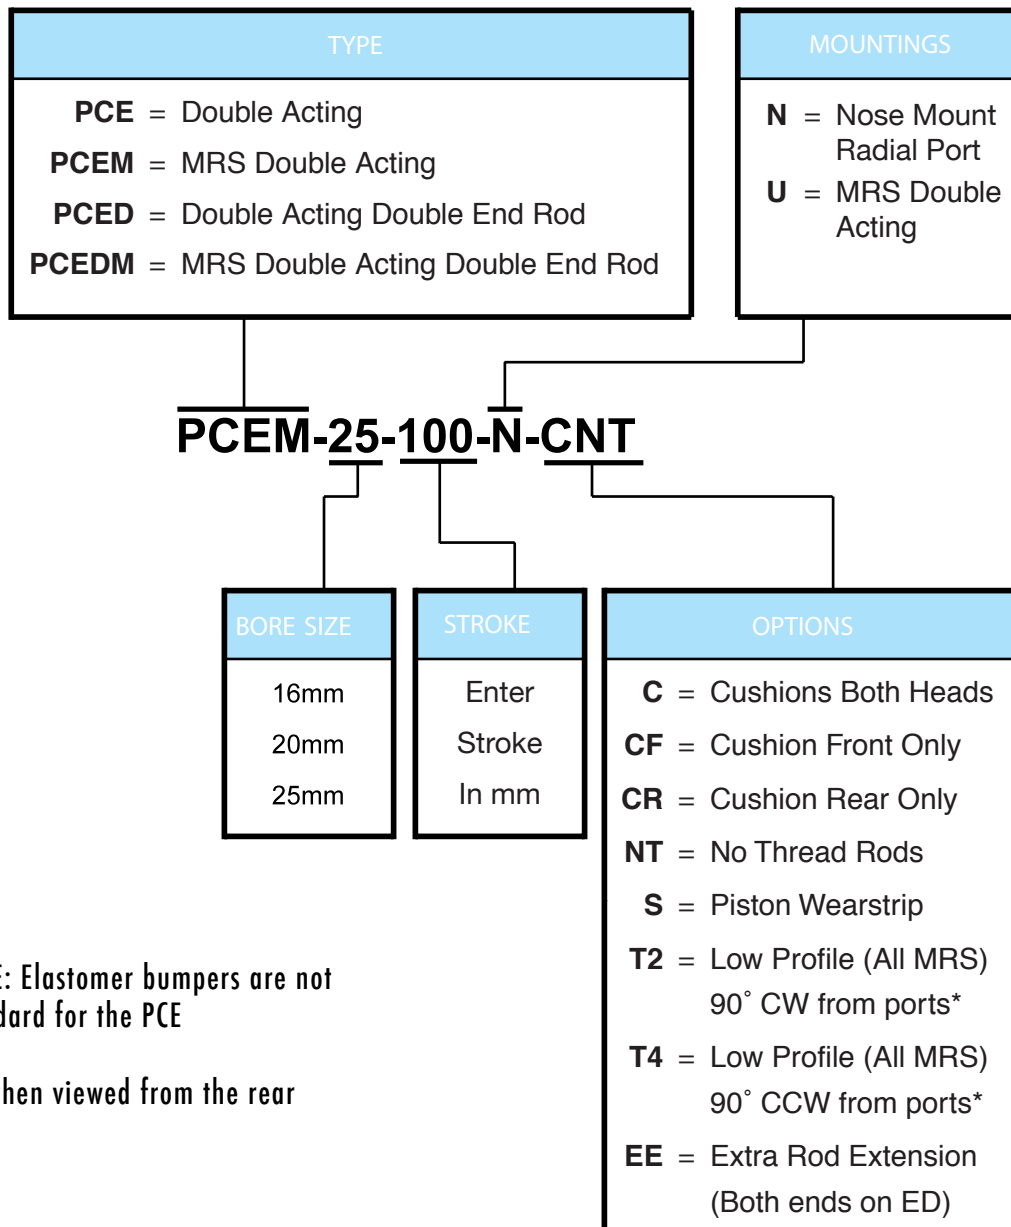 TYPE
PCE = Double Acting
PCEM = MRS Double Acting
PCED = Double Acting Double End Rod
PCEDM = MRS Double Acting Double End Rod
MOUNTINGS
N = Nose Mount
Radial Port
U = MRS Double
Acting
PCEM-25-100-N-CNT
BORE SIZE
16mm
20mm
25mm
STROKE
Enter
Stroke
In mm
OPTIONS
C = Cushions Both Heads
CF = Cushion Front Only
CR = Cushion Rear Only
NT = No Thread Rods
S = Piston Wearstrip
T2 = Low Profile (All MRS)
90˚ CW from ports*
T4 = Low Profile (All MRS)
90˚ CCW from ports*
EE = Extra Rod Extension
(Both ends on ED)
E: Elastomer bumpers are not
dard for the PCE
hen viewed from the rear